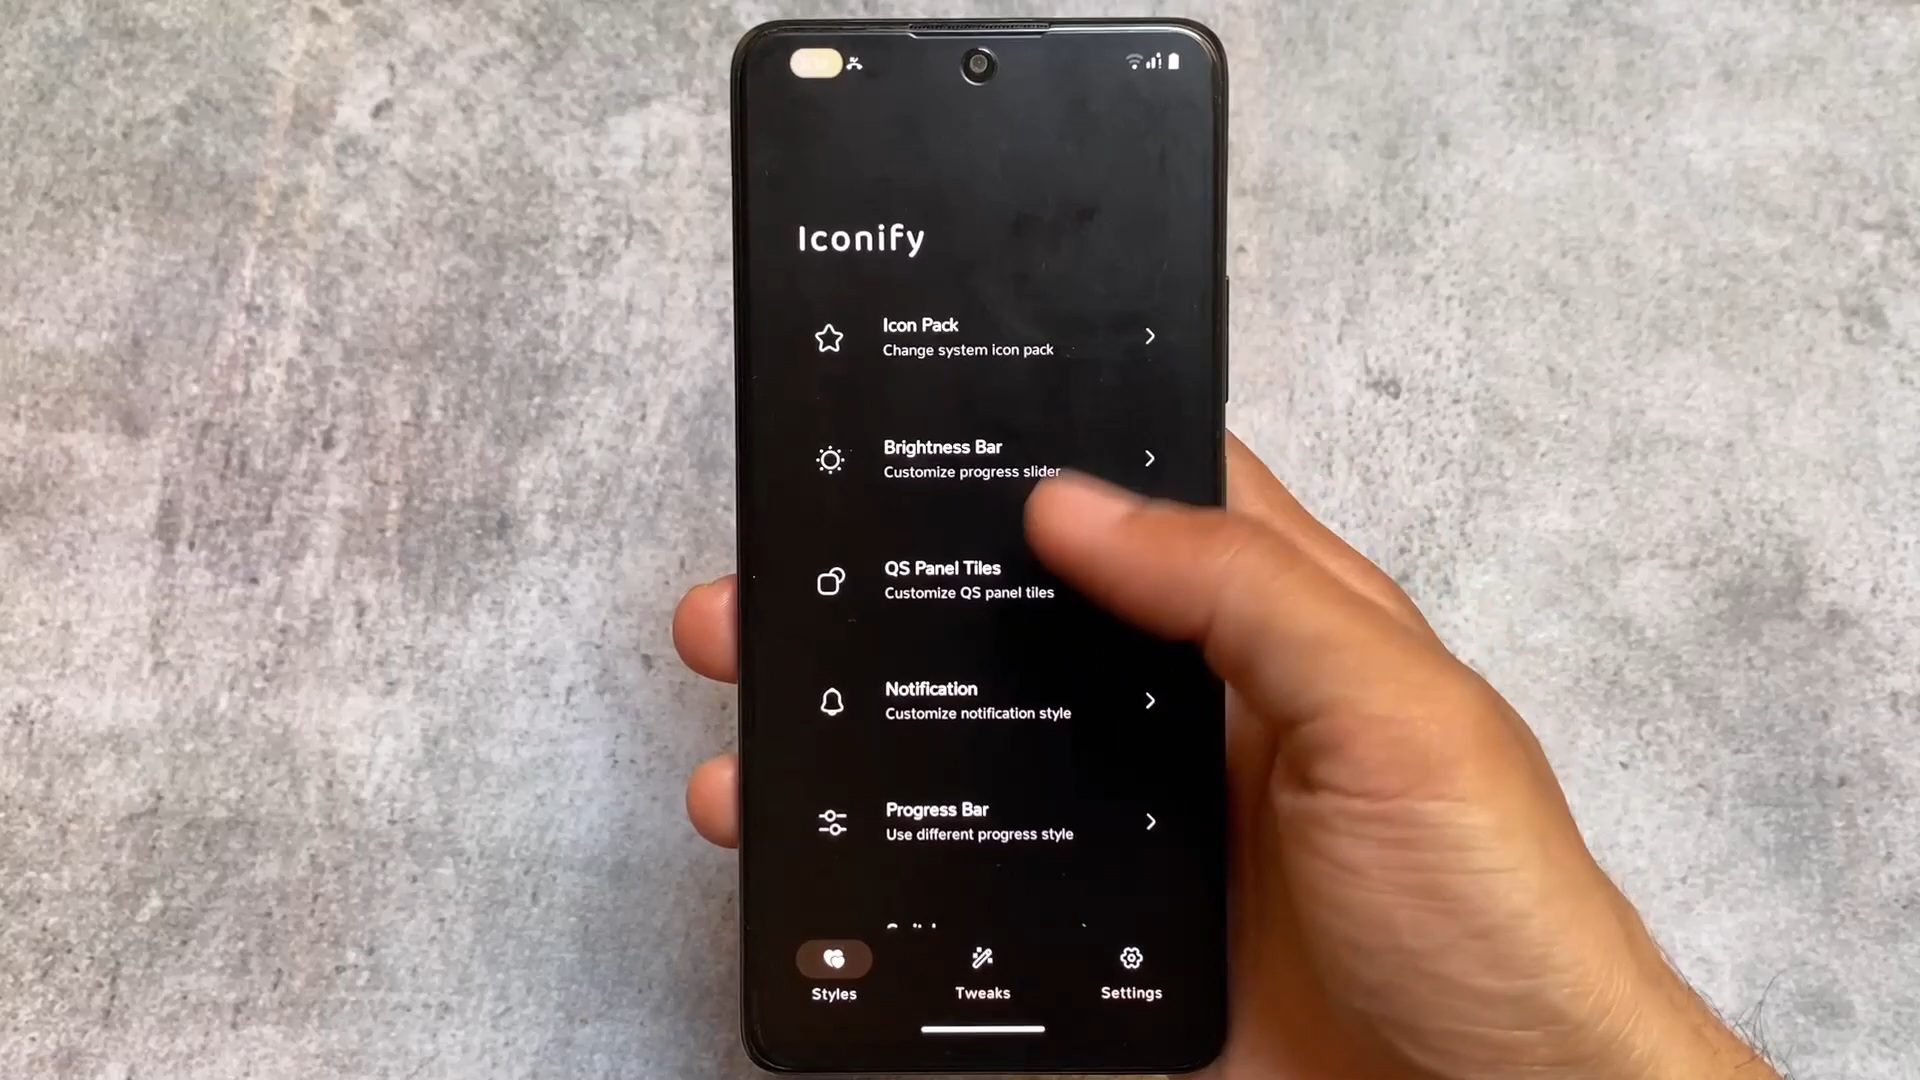 Iconify
Icon Pack
Change system icon pack
Brightness Bar
Customize progress slider
QS Panel Tiles
Customize QS panel tiles
Notification
Customize notification style
Progress Bar
Use different progress style
Styles
Tweaks
Settings